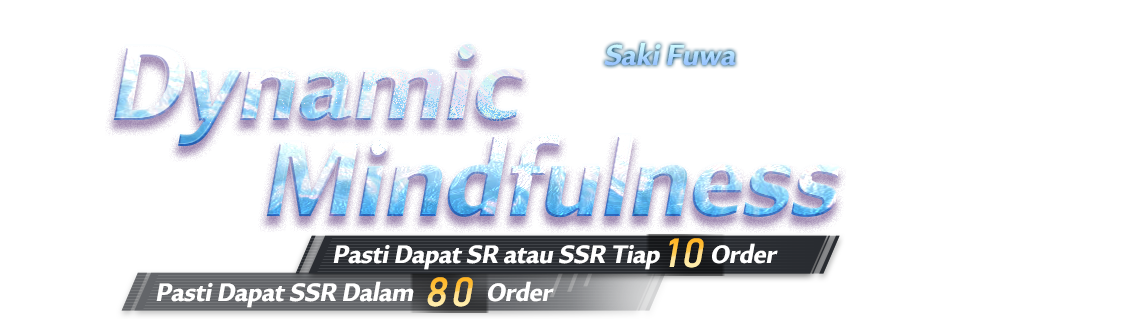 Saki Fuwa
Dynamic
Mindfulness
Pasti Dapat SR atau SSR Tiap 10 Order
Pasti Dapat SSR Dalam 80 Order